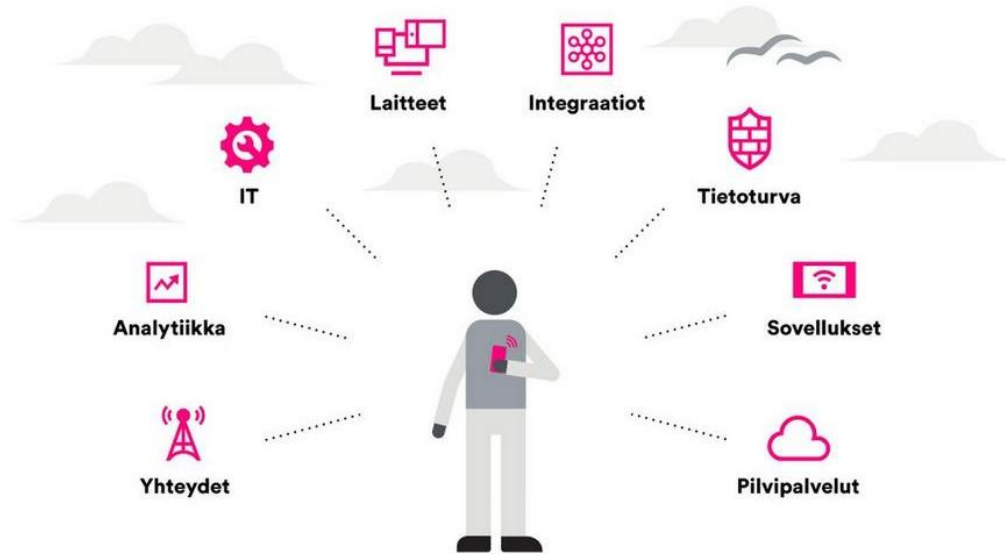 Laitteet
Integraatiot
IT
Tietoturva
Analytiikka
Sovellukset
Yhteydet
Pilvipalvelut